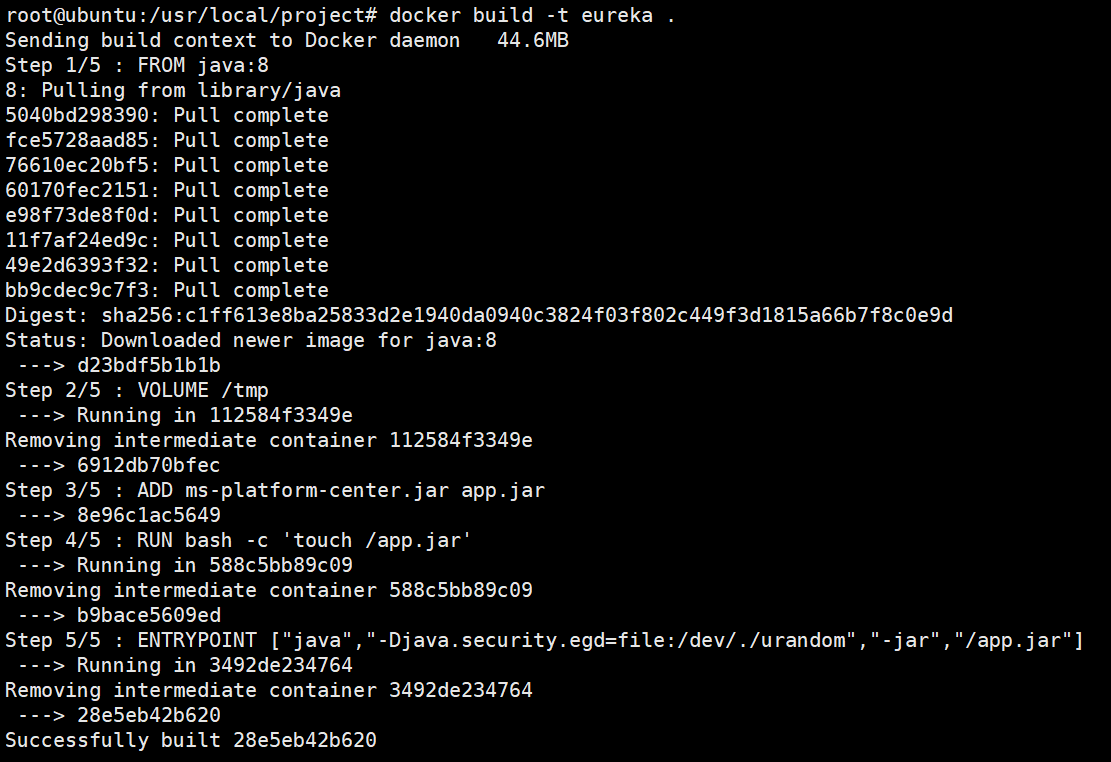 root@ubuntu:/usr/local/project# docker build -t eureka .
Sending build context to Docker daemon   44.6MB
Step 1/5 : FROM java:8
8: Pulling from library/java
5040bd298390: Pull complete
fce5728aad85: Pull complete
76610ec20bf5: Pull complete
60170fec2151: Pull complete
e98f73de8f0d: Pull complete
11f7af24ed9c: Pull complete
49e2d6393f32: Pull complete
bb9cdec9c7f3: Pull complete
Digest: sha256:c1ff613e8ba25833d2e1940da0940c3824f03f802c449f3d1815a66b7f8c0e9d
Status: Downloaded newer image for java:8
 ---> d23bdf5b1b1b
Step 2/5 : VOLUME /tmp
 ---> Running in 112584f3349e
Removing intermediate container 112584f3349e
 ---> 6912db70bfec
Step 3/5 : ADD ms-platform-center.jar app.jar
 ---> 8e96c1ac5649
Step 4/5 : RUN bash -c 'touch /app.jar'
 ---> Running in 588c5bb89c09
Removing intermediate container 588c5bb89c09
 ---> b9bace5609ed
Step 5/5 : ENTRYPOINT ["java","-Djava.security.egd=file:/dev/./urandom","-jar","/app.jar"]
 ---> Running in 3492de234764
Removing intermediate container 3492de234764
 ---> 28e5eb42b620
Successfully built 28e5eb42b620